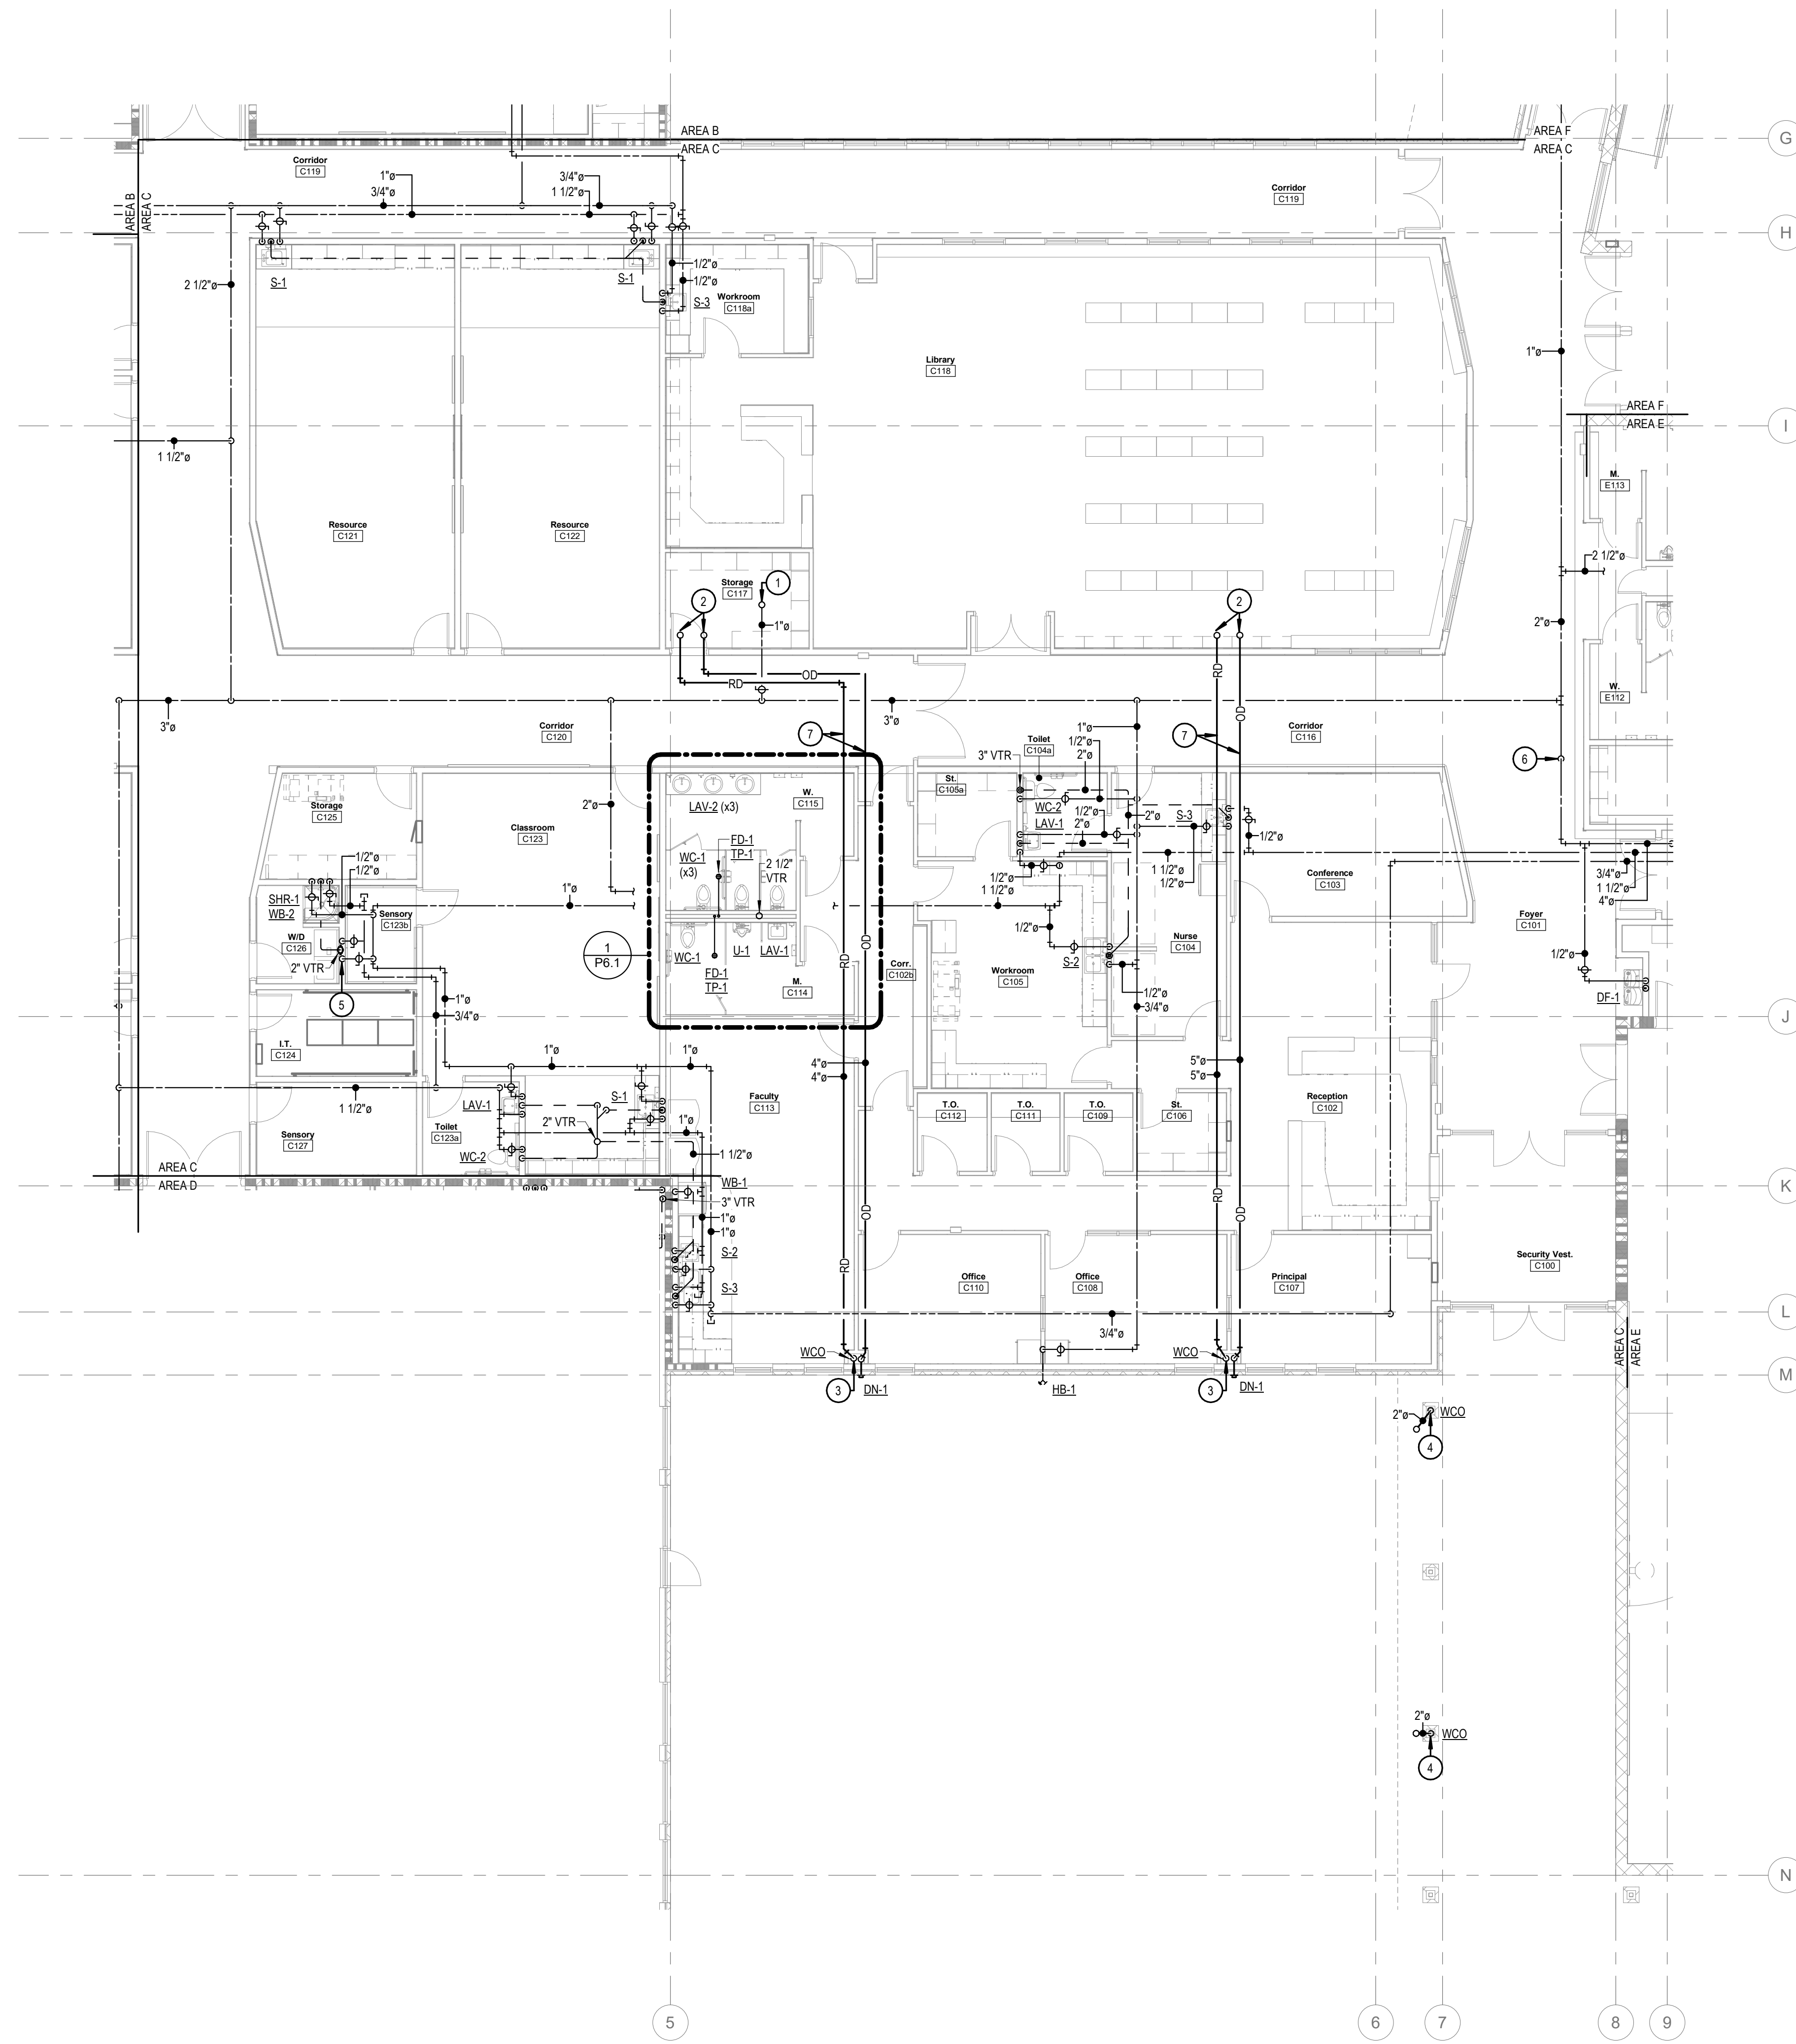 AREA B
AREA F
G
AREA C
AREA C
Corridor
C119
1"ø
3/4"ø
3/4"ø
1 1/2"ø
Corridor
C119
AREA B
AREA C
H
2 1/2"ø
S-1
S-1
1/2"ø
1/2"ø
S-3
Workroom
C118a
Library
C118
1"ø
AREA F
AREA E
I
1 1/2"ø
M.
E113
Resource
C121
Resource
C122
2 1/2"ø
Storage
C117
1
2
2
1"ø
2"ø
RD
OD
RD
OD
W.
E112
3"ø
3"ø
Corridor
C120
7
1"ø
1/2"ø
2"ø
7
Corridor
C116
6
Toilet
C104a
3" VTR
St.
C105a
Storage
C125
2"ø
LAV-2 (x3)
W.
C115
WC-2
1/2"ø
LAV-1
2"ø
2"ø
S-3
Classroom
C123
FD-1
TP-1
WC-1
(x3)
2 1/2"
VTR
1/2"ø
1/2"ø
1/2"ø
1/2"ø
1 1/2"ø
1 1/2"ø
1/2"ø
Conference
C103
3/4"ø
1 1/2"ø
4"ø
1"ø
SHR-1
WB-2
Sensory
C123b
Foyer
C101
W/D
C126
2" VTR
5
1
P6.1
WC-1
U-1
LAV-1
FD-1
TP-1
M.
C114
RD
OD
Corr.
C102b
1/2"ø
S-2
Workroom
C105
Nurse
C104
1/2"ø
DF-1
1/2"ø
3/4"ø
1"ø
3/4"ø
J
I.T.
C124
1"ø
1"ø
4"ø
4"ø
5"ø
5"ø
1 1/2"ø
LAV-1
S-1
Faculty
C113
T.O.
C112
T.O.
C111
T.O.
C109
St.
C106
Reception
C102
Sensory
C127
Toilet
C123a
2" VTR
1"ø
WC-2
1 1/2"ø
AREA C
AREA D
WB-1
3" VTR
K
1"ø
1"ø
OD
RD
OD
S-2
RD
S-3
Office
C110
Office
C108
Principal
C107
Security Vest.
C100
3/4"ø
L
AREA C
AREA E
WCO
3
DN-1
HB-1
WCO
3
DN-1
M
2"ø
WCO
4
2"ø
WCO
4
N
5
6
7
8
9